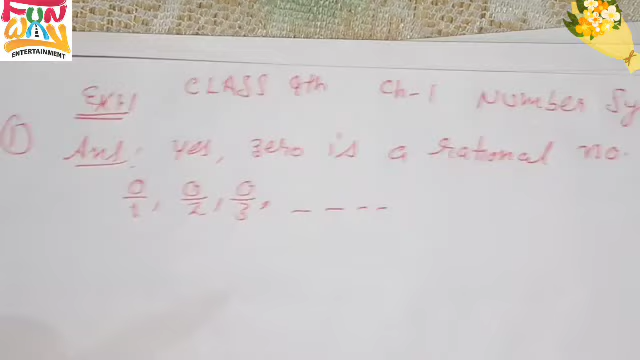 FUN WAY
ENTERTAINMENT
Ex 1.1 CLASS 9th Ch-1 Number Sy
① Ans: Yes, zero is a rational no.
0/1, 0/2, 0/3, _ _ _ _